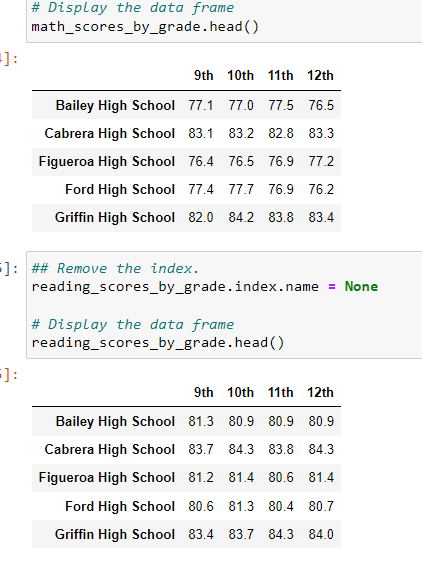 # Display the data frame
math_scores_by_grade.head()
]:
9th 10th 11th 12th
Bailey High School 77.1 77.0 77.5 76.5
Cabrera High School 83.1 83.2 82.8 83.3
Figueroa High School 76.4 76.5 76.9 77.2
Ford High School 77.4 77.7 76.9 76.2
Griffin High School 82.0 84.2 83.8 83.4
]: ## Remove the index.
reading_scores_by_grade.index.name = None
# Display the data frame
reading_scores_by_grade.head()
]:
9th 10th 11th 12th
Bailey High School 81.3 80.9 80.9 80.9
Cabrera High School 83.7 84.3 83.8 84.3
Figueroa High School 81.2 81.4 80.6 81.4
Ford High School 80.6 81.3 80.4 80.7
Griffin High School 83.4 83.7 84.3 84.0